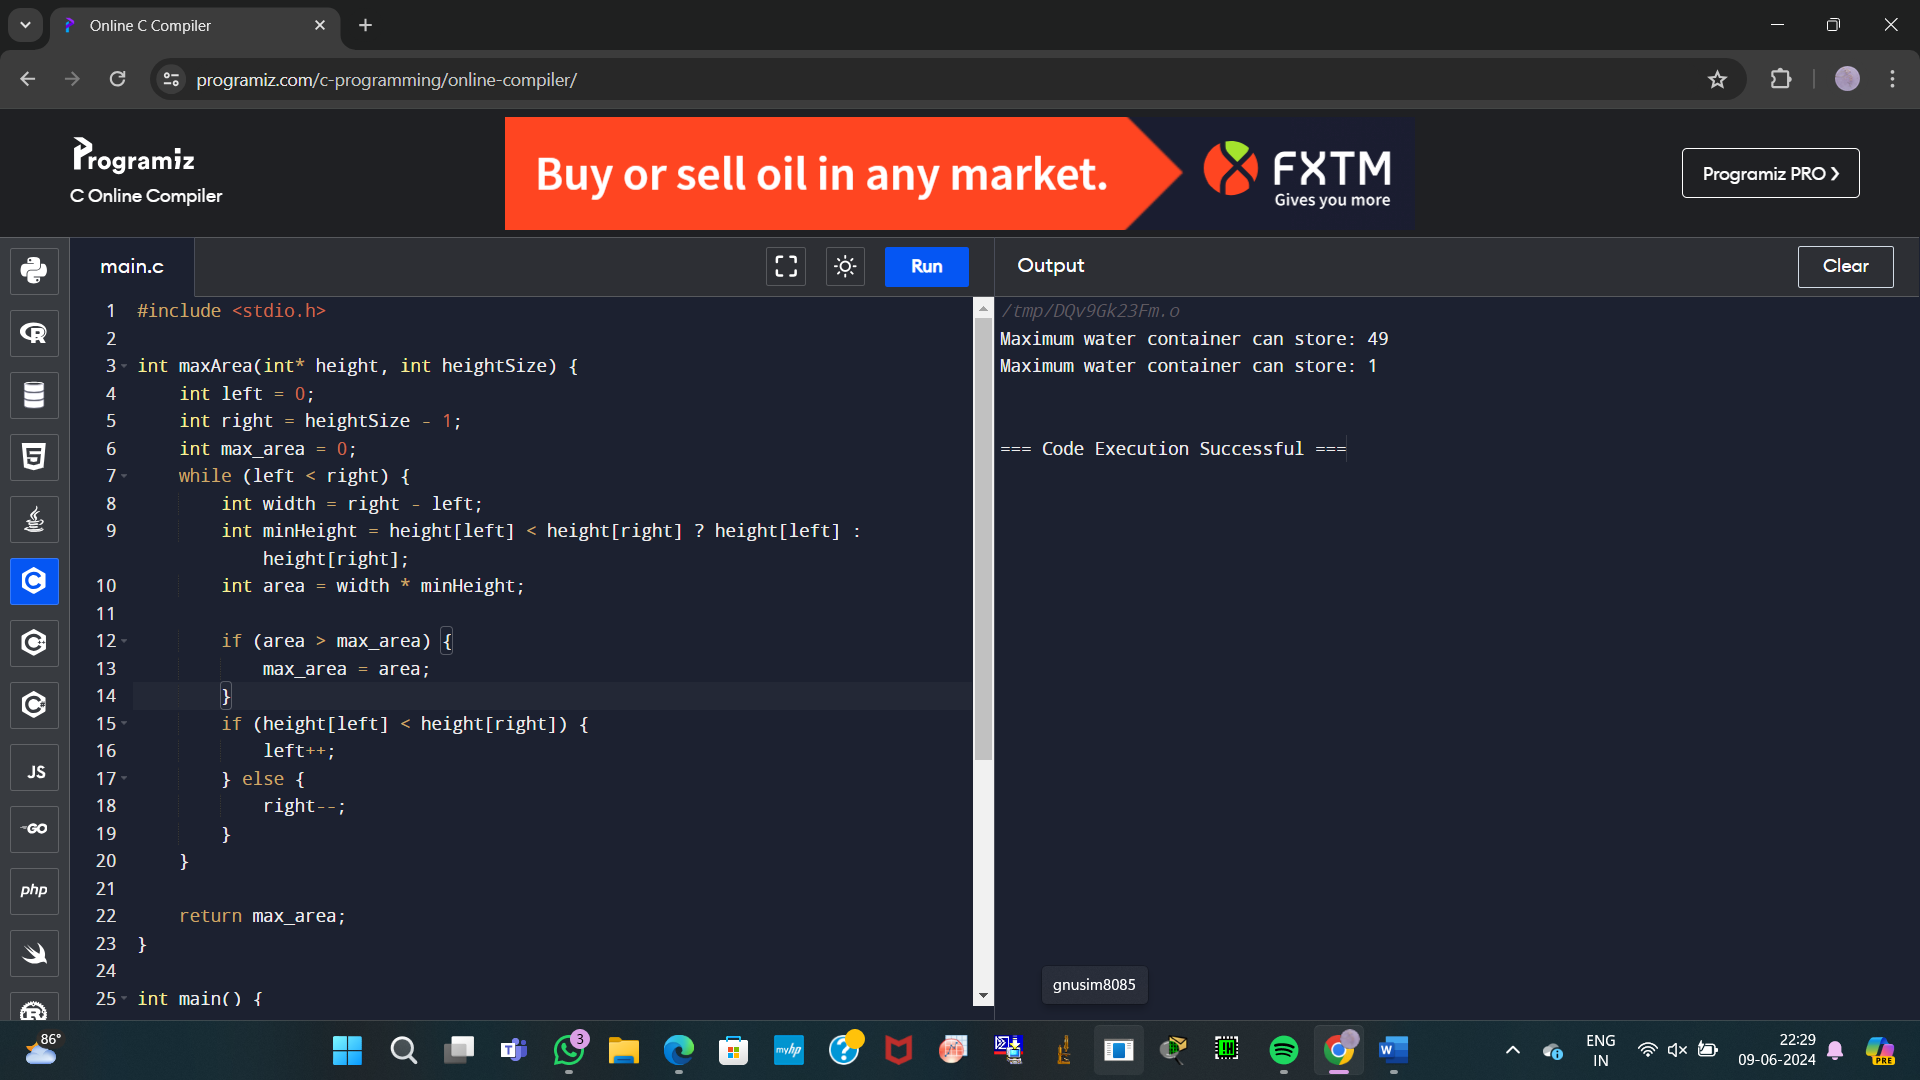 Online C Compiler
programiz.com/c-programming/online-compiler/
Programiz
C Online Compiler
Buy or sell oil in any market.
FXTM
Gives you more
Programiz PRO
main.c
Run
Output
Clear
1 #include <stdio.h>
2
3 int maxArea(int* height, int heightSize) {
4 int left = 0;
5 int right = heightSize - 1;
6 int max_area = 0;
7 while (left < right) {
8 int width = right - left;
9 int minHeight = height[left] < height[right] ? height[left] :
height[right];
10 int area = width * minHeight;
11
12 if (area > max_area) {
13 max_area = area;
14 }
15 if (height[left] < height[right]) {
16 left++;
17 } else {
18 right--;
19 }
20 }
21
22 return max_area;
23 }
24
25 int main() {
/tmp/DQv9Gk23Fm.o
Maximum water container can store: 49
Maximum water container can store: 1
=== Code Execution Successful ===
JS
GO
php
gnusim8085
86°
3
myhp
ENG
IN
22:29
09-06-2024
PRE